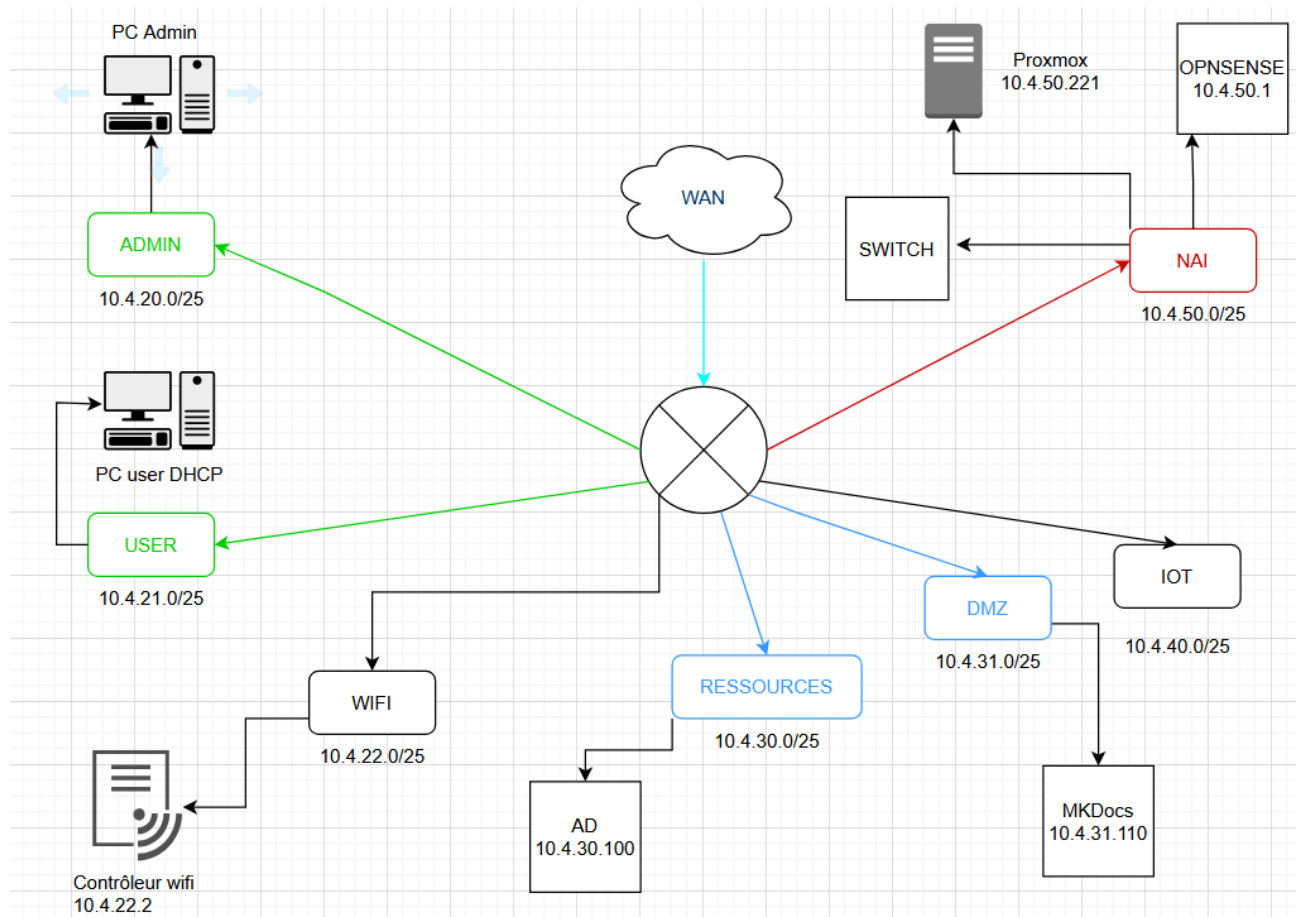 PC Admin
Proxmox
10.4.50.221
OPNSENSE
10.4.50.1
WAN
ADMIN
10.4.20.0/25
SWITCH
NAI
10.4.50.0/25
PC user DHCP
USER
10.4.21.0/25
IOT
10.4.40.0/25
DMZ
10.4.31.0/25
RESSOURCES
10.4.30.0/25
WIFI
10.4.22.0/25
AD
10.4.30.100
MKDocs
10.4.31.110
Contrôleur wifi
10.4.22.2